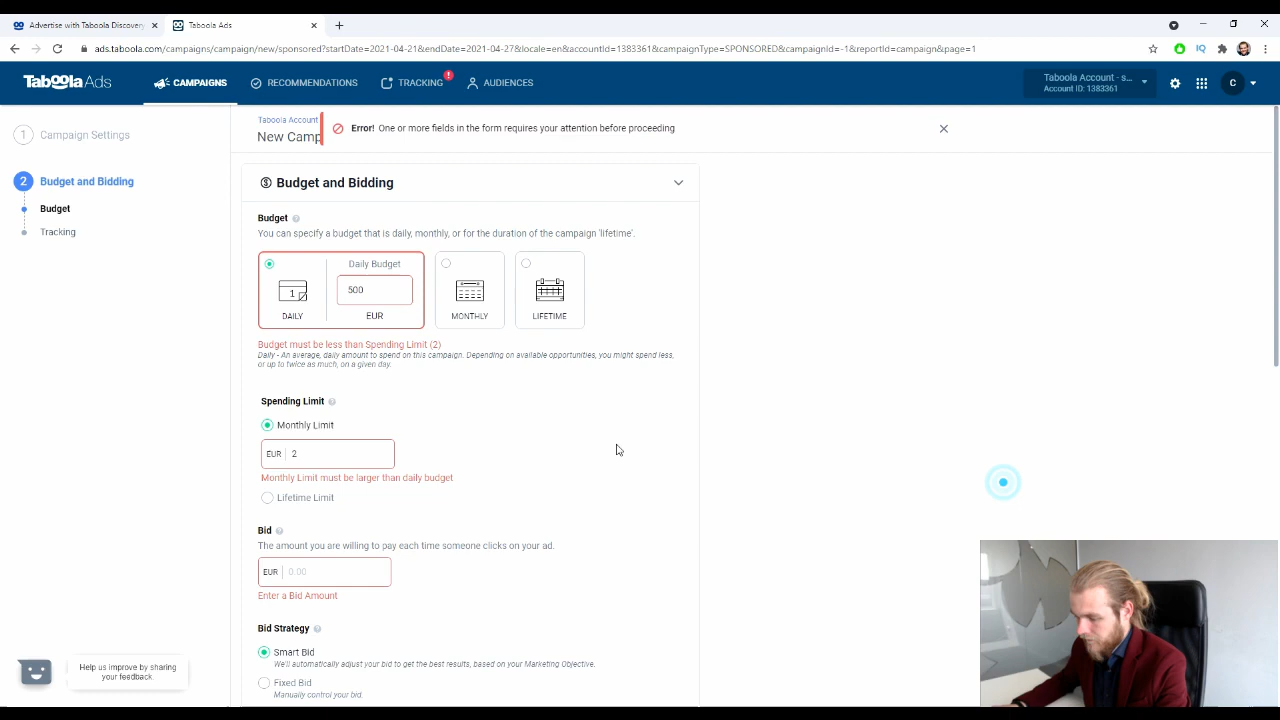 Advertise with Taboola Discovery
Taboola Ads
ads.taboola.com/campaigns/campaign/new/sponsored?startDate=2021-04-21&endDate=2021-04-27&locale=en&accountId=1383361&campaignType=SPONSORED&campaignId=-1&reportId=campaign&page=1
IQ
Taboola Ads
CAMPAIGNS
RECOMMENDATIONS
TRACKING
!
AUDIENCES
Taboola Account - s...
Account ID: 1383361
C
1 Campaign Settings
2 Budget and Bidding
Budget
Tracking
Taboola Account
New Camp
Error! One or more fields in the form requires your attention before proceeding
Budget and Bidding
Budget
You can specify a budget that is daily, monthly, or for the duration of the campaign 'lifetime'.
Daily Budget
1
500
DAILY
EUR
MONTHLY
LIFETIME
Budget must be less than Spending Limit (2)
Daily - An average, daily amount to spend on this campaign. Depending on available opportunities, you might spend less,
or up to twice as much, on a given day.
Spending Limit
Monthly Limit
EUR 2
Monthly Limit must be larger than daily budget
Lifetime Limit
Bid
The amount you are willing to pay each time someone clicks on your ad.
EUR 0.00
Enter a Bid Amount
Bid Strategy
Smart Bid
We'll automatically adjust your bid to get the best results, based on your Marketing Objective.
Fixed Bid
Manually control your bid.
Help us improve by sharing
your feedback.